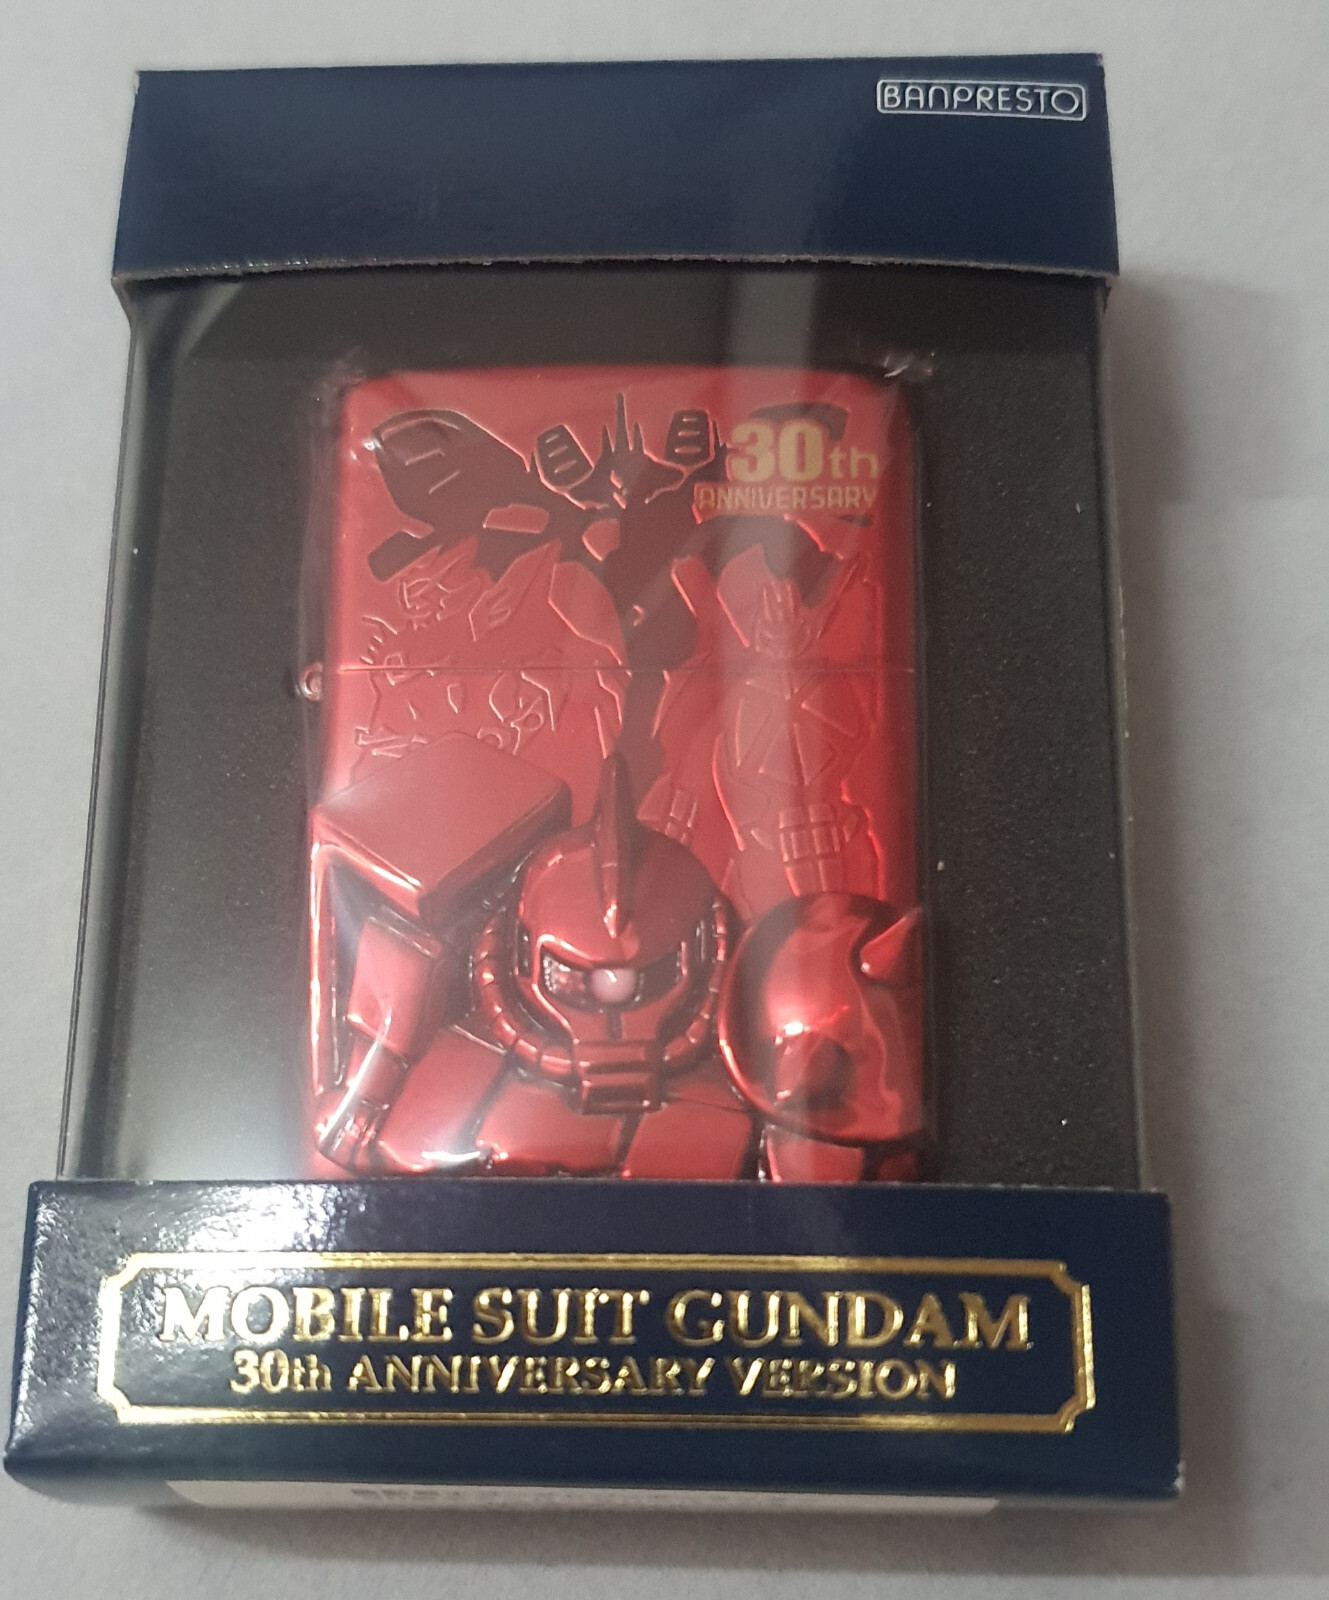 BANPRESTO
30th
ANNIVERSARY
MOBILE SUIT GUNDAM
30th ANNIVERSARY VERSION